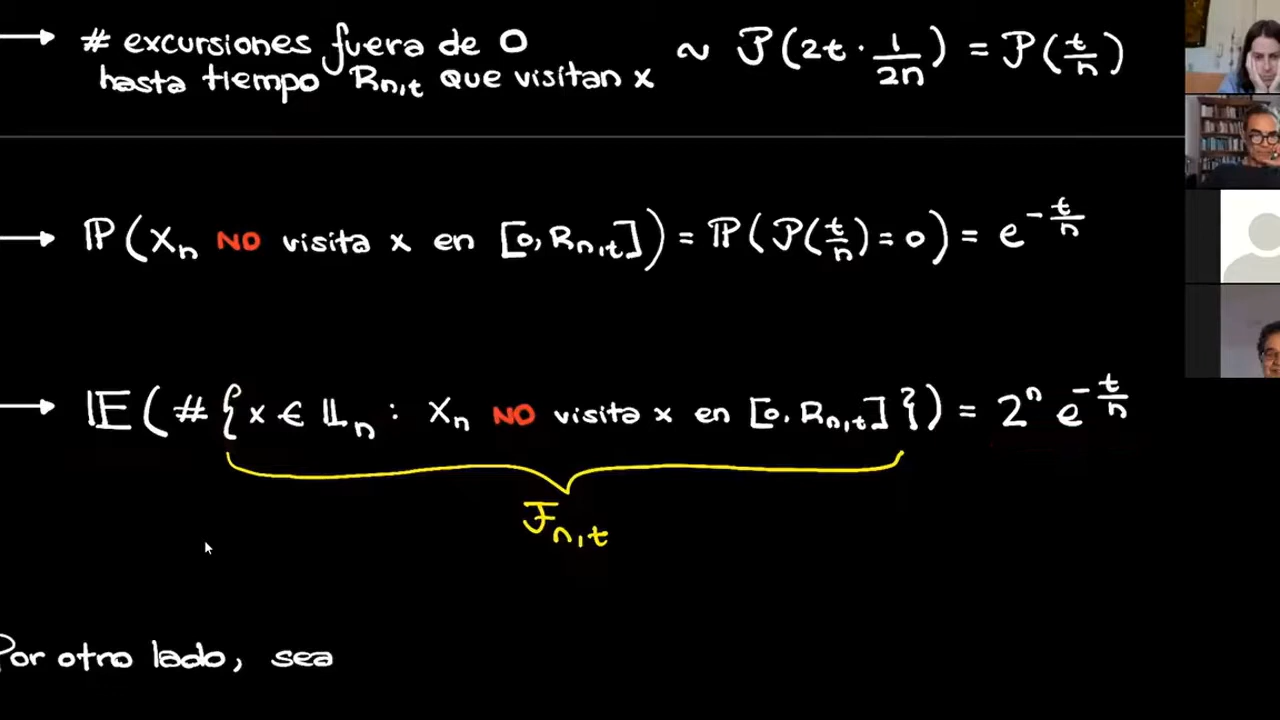 → # excursiones fuera de 0
hasta tiempo R_{n,t} que visitan x ~ 𝒫(2t · 1/2n) = 𝒫(t/n)
→ ℙ(X_n NO visita x en [0, R_{n,t}]) = ℙ(𝒫(t/n) = 0) = e^{-t/n}
→ 𝔼(#{x ∈ 𝕃_n : X_n NO visita x en [0, R_{n,t}]}) = 2^n e^{-t/n}
𝓕_{n,t}
Por otro lado, sea